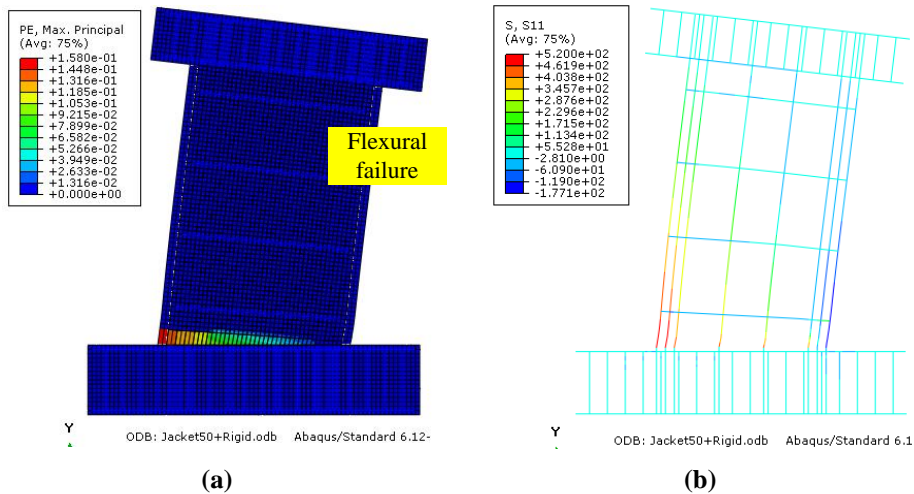 PE, Max. Principal
(Avg: 75%)
+1.580e-01
+1.448e-01
+1.316e-01
+1.185e-01
+1.053e-01
+9.215e-02
+7.899e-02
+6.582e-02
+5.266e-02
+3.949e-02
+2.633e-02
+1.316e-02
+0.000e+00
Flexural
failure
Y
ODB: Jacket50+Rigid.odb Abaqus/Standard 6.12-
(a)
S, S11
(Avg: 75%)
+5.200e+02
+4.619e+02
+4.038e+02
+3.457e+02
+2.876e+02
+2.296e+02
+1.715e+02
+1.134e+02
+5.528e+01
-2.810e+00
-6.090e+01
-1.190e+02
-1.771e+02
Y
ODB: Jacket50+Rigid.odb Abaqus/Standard 6.1
(b)